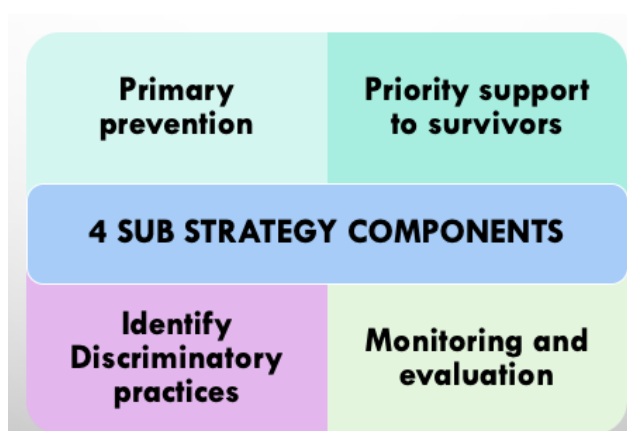 Primary
prevention
Priority support
to survivors
4 SUB STRATEGY COMPONENTS
Identify
Discriminatory
practices
Monitoring and
evaluation